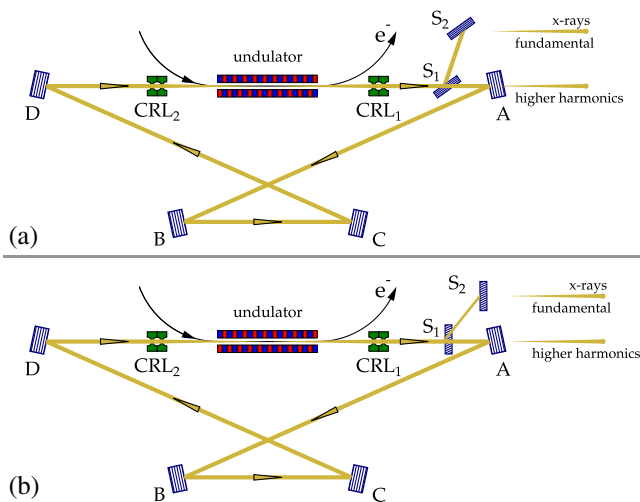 S₂
x-rays
e⁻
fundamental
undulator
S₁
D
CRL₂
CRL₁
A
higher harmonics
B
C
(a)
S₂
x-rays
e⁻
fundamental
undulator
S₁
D
CRL₂
CRL₁
A
higher harmonics
B
C
(b)